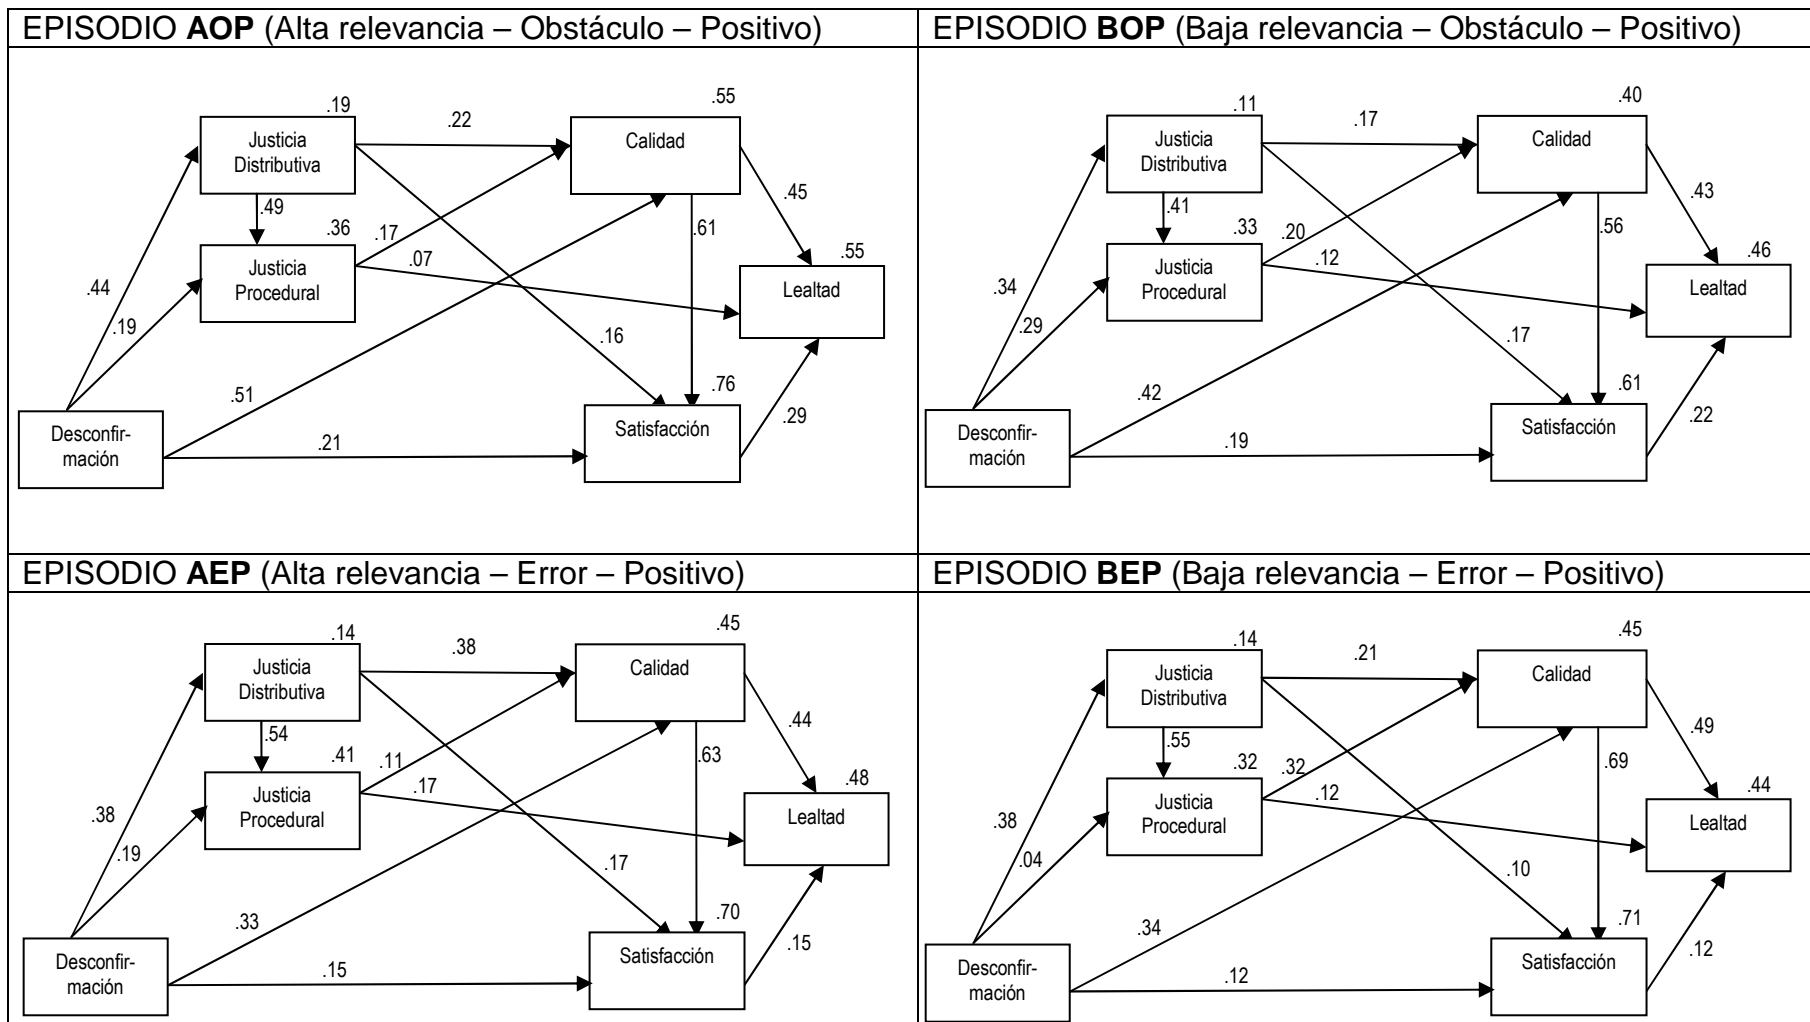 EPISODIO AOP (Alta relevancia – Obstáculo – Positivo)
.19
.55
.22
Justicia
Distributiva
Calidad
.49
.45
.36
.17
.61
.07
.55
Justicia
Procedural
Lealtad
.44
.19
.16
.51
.76
.29
Desconfir-
mación
.21
Satisfacción
EPISODIO BOP (Baja relevancia – Obstáculo – Positivo)
.11
.40
.17
Justicia
Distributiva
Calidad
.41
.43
.33
.20
.56
.12
.46
Justicia
Procedural
Lealtad
.34
.29
.17
.42
.61
.22
Desconfir-
mación
.19
Satisfacción
EPISODIO AEP (Alta relevancia – Error – Positivo)
.14
.45
.38
Justicia
Distributiva
Calidad
.54
.44
.41
.11
.63
.17
.48
Justicia
Procedural
Lealtad
.38
.19
.17
.33
.70
.15
Desconfir-
mación
.15
Satisfacción
EPISODIO BEP (Baja relevancia – Error – Positivo)
.14
.45
.21
Justicia
Distributiva
Calidad
.55
.49
.32
.32
.69
.12
.44
Justicia
Procedural
Lealtad
.38
.04
.10
.34
.71
.12
Desconfir-
mación
.12
Satisfacción